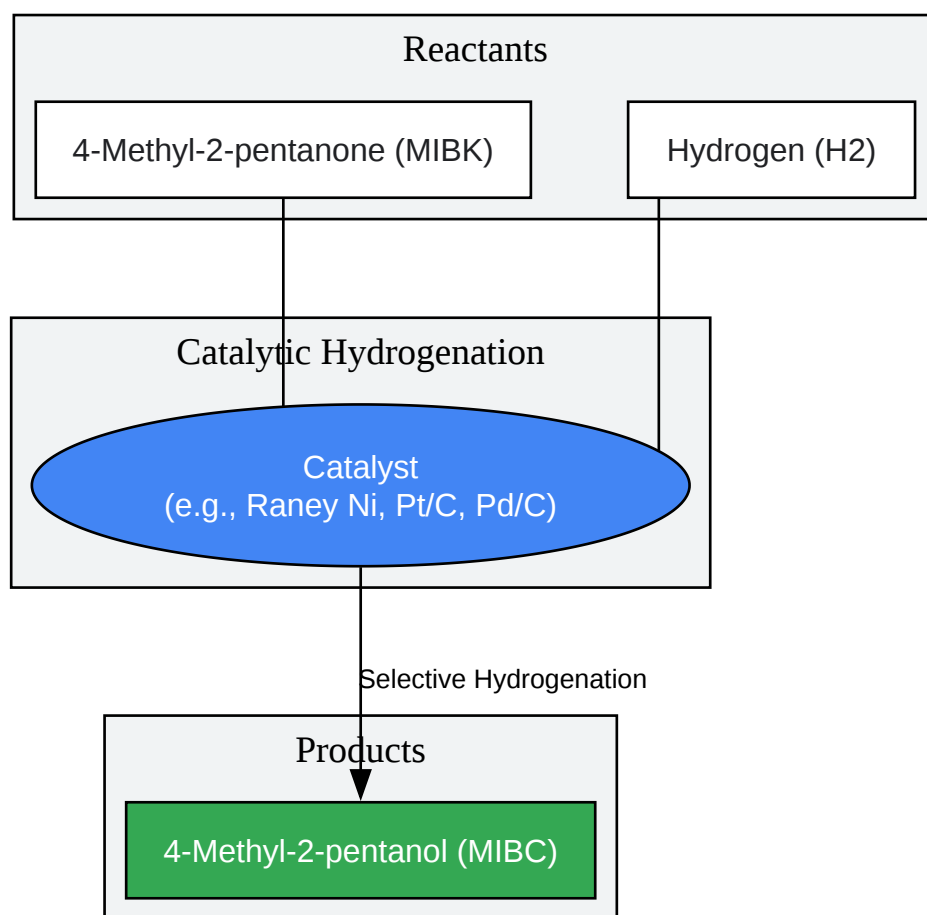 Reactants
4-Methyl-2-pentanone (MIBK)
Hydrogen (H2)
Catalytic Hydrogenation
Catalyst
(e.g., Raney Ni, Pt/C, Pd/C)
Selective Hydrogenation
Products
4-Methyl-2-pentanol (MIBC)